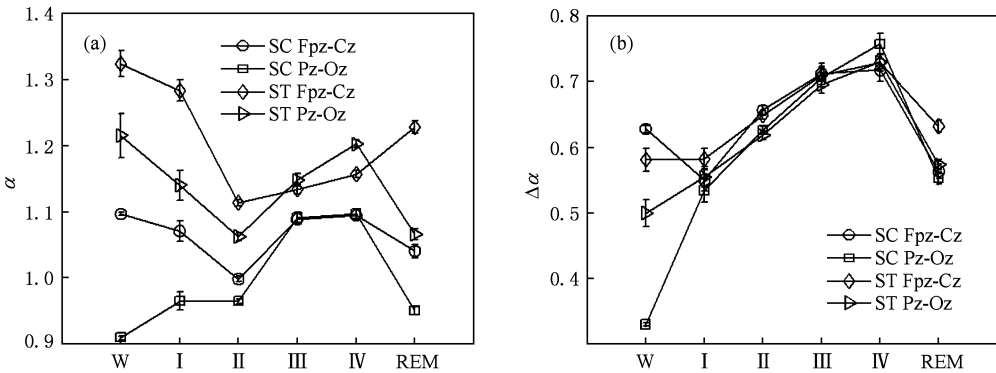 1.4
1.3
1.2
1.1
1.0
0.9
α
(a)
SC Fpz-Cz
SC Pz-Oz
ST Fpz-Cz
ST Pz-Oz
W I II III IV REM
0.8
0.7
0.6
0.5
0.4
Δα
(b)
SC Fpz-Cz
SC Pz-Oz
ST Fpz-Cz
ST Pz-Oz
W I II III IV REM